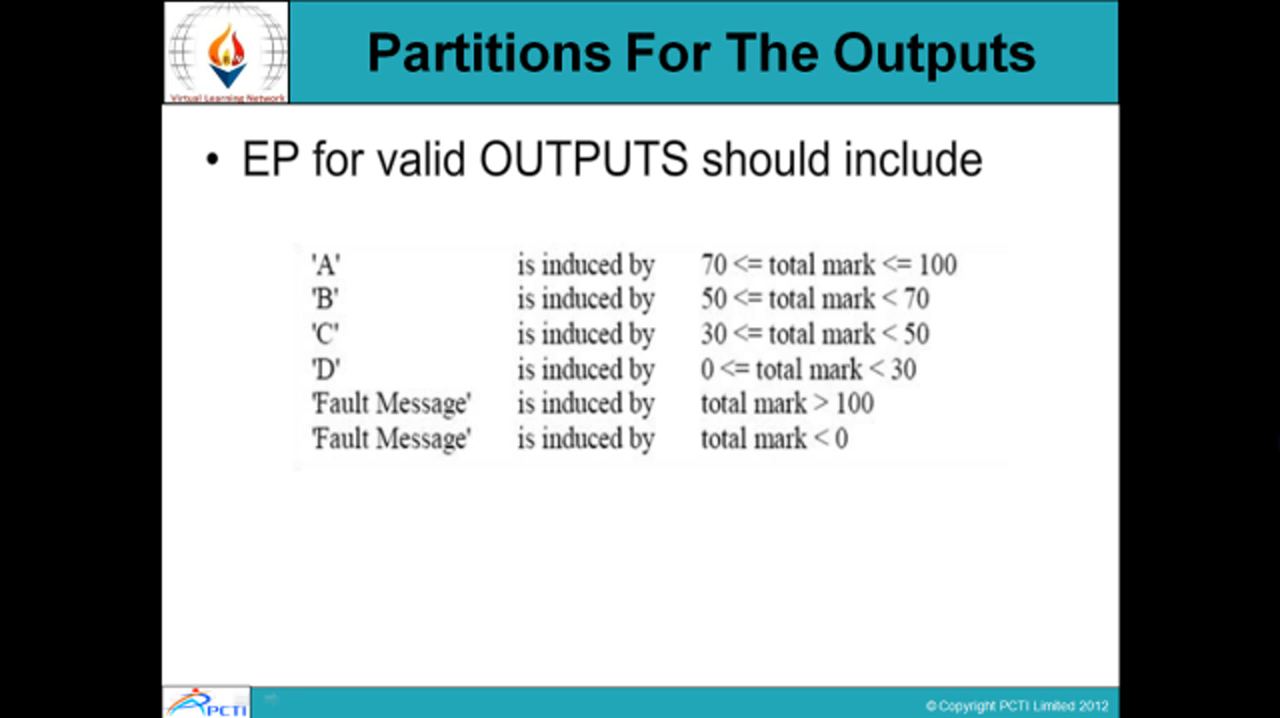 Partitions For The Outputs
Virtual Learning Network
• EP for valid OUTPUTS should include
'A' is induced by 70 <= total mark <= 100
'B' is induced by 50 <= total mark < 70
'C' is induced by 30 <= total mark < 50
'D' is induced by 0 <= total mark < 30
'Fault Message' is induced by total mark > 100
'Fault Message' is induced by total mark < 0
PCTI
© Copyright PCTI Limited 2012